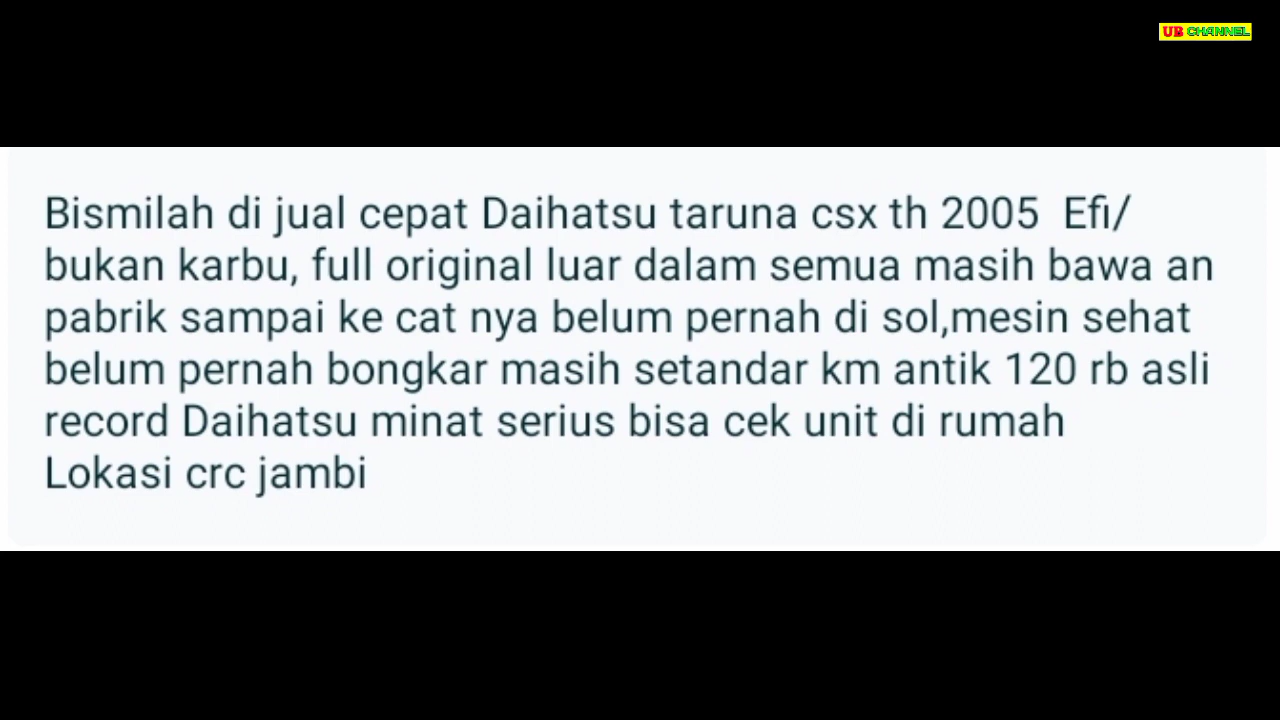 UB CHANNEL
Bismilah di jual cepat Daihatsu taruna csx th 2005  Efi/
bukan karbu, full original luar dalam semua masih bawa an
pabrik sampai ke cat nya belum pernah di sol,mesin sehat
belum pernah bongkar masih setandar km antik 120 rb asli
record Daihatsu minat serius bisa cek unit di rumah
Lokasi crc jambi